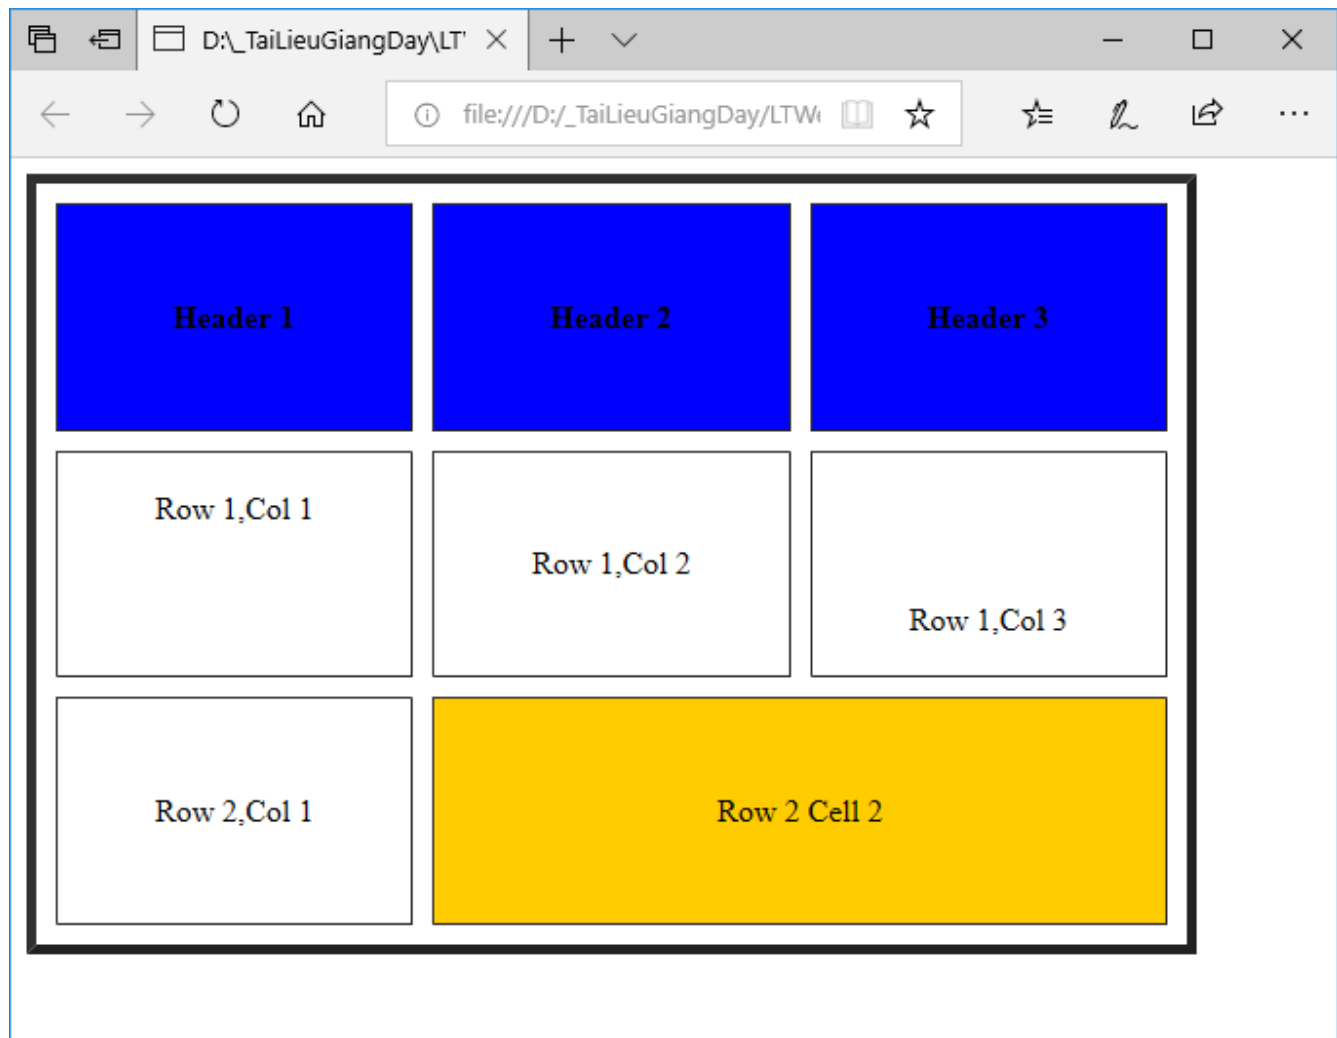 D:\_TaiLieuGiangDay\LT
file:///D:/_TaiLieuGiangDay/LTW
Header 1 Header 2 Header 3
Row 1,Col 1
Row 1,Col 2
Row 1,Col 3
Row 2,Col 1 Row 2 Cell 2